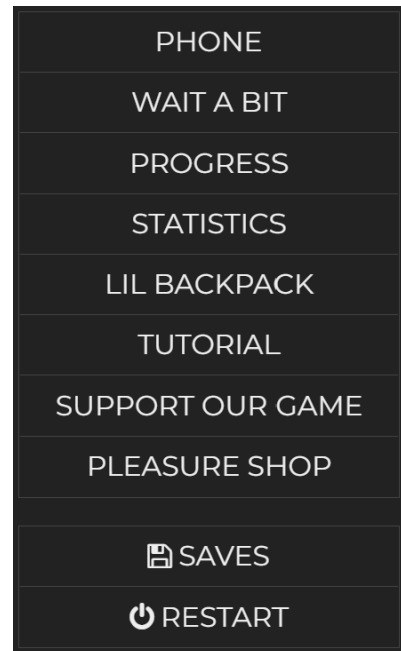 PHONE
WAIT A BIT
PROGRESS
STATISTICS
LIL BACKPACK
TUTORIAL
SUPPORT OUR GAME
PLEASURE SHOP
SAVES
RESTART